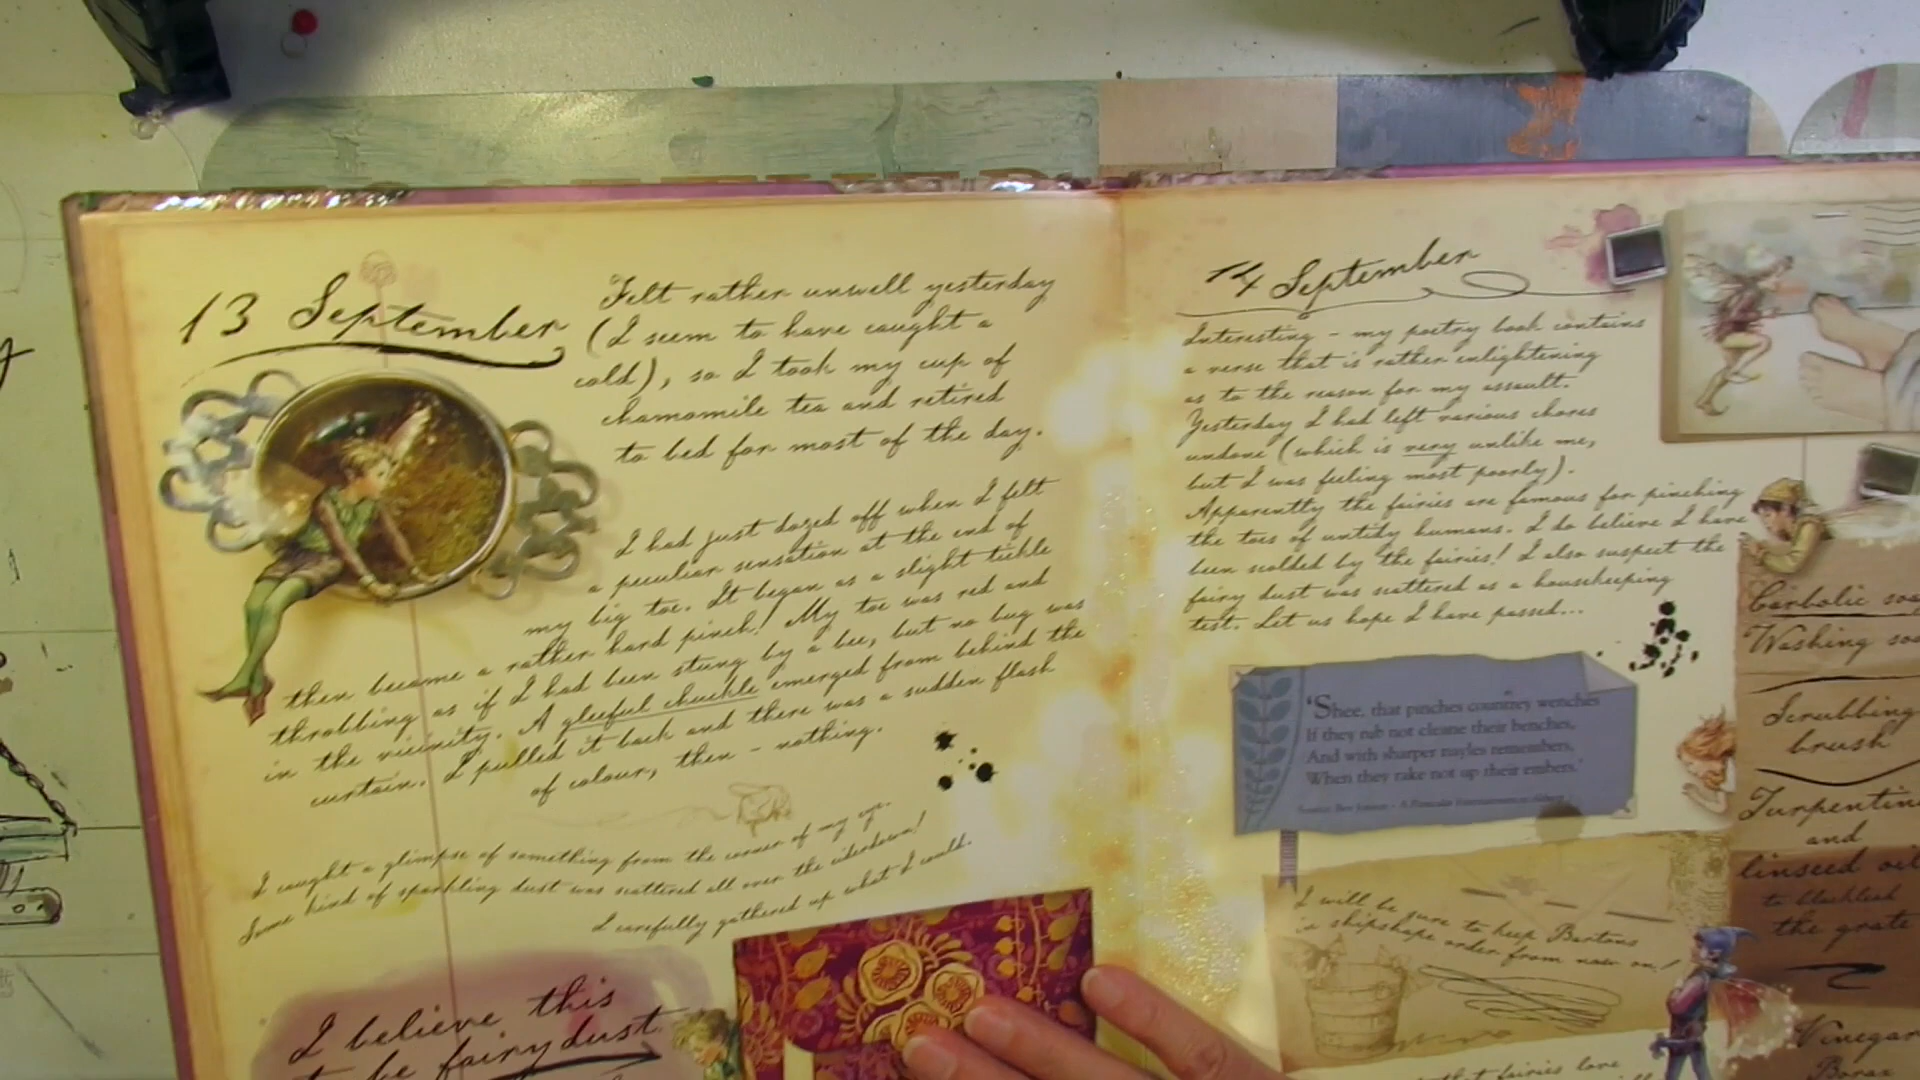 13 September
Felt rather unwell yesterday
(I seem to have caught a
cold), so I took my cup of
chamomile tea and retired
to bed for most of the day.
I had just dozed off when I felt
a peculiar sensation at the end of
my big toe. It began as a slight tickle
then became a rather hard pinch! My toe was red and
throbbing as if I had been stung by a bee, but no bug was
in the vicinity. A gleeful chuckle emerged from behind the
curtain. I pulled it back and there was a sudden flash
of colour, then – nothing.
I caught a glimpse of something from the corner of my eye.
Some kind of sparkling dust was scattered all over the eiderdown!
I carefully gathered up what I could.
I believe this
to be fairy dust
14 September
Interesting – my poetry book contains
a verse that is rather enlightening
as to the reason for my assault.
Yesterday I had left various chores
undone (which is very unlike me,
but I was feeling most poorly).
Apparently the fairies are famous for pinching
the toes of untidy humans. I do believe I have
been scolded by the fairies! I also suspect the
fairy dust was scattered as a housekeeping
test. Let us hope I have passed...
'Shee, that pinches countrey wenches
If they rub not cleane their benches,
And with sharper nayles remembers,
When they rake not up their embers.'
I will be sure to keep Bartons
in shipshape order from now on!
that fairies love
Carbolic
Washing
Scrubbing
brush
Turpentine
and
linseed oil
to blacklead
the grate
Vinegar
Borax